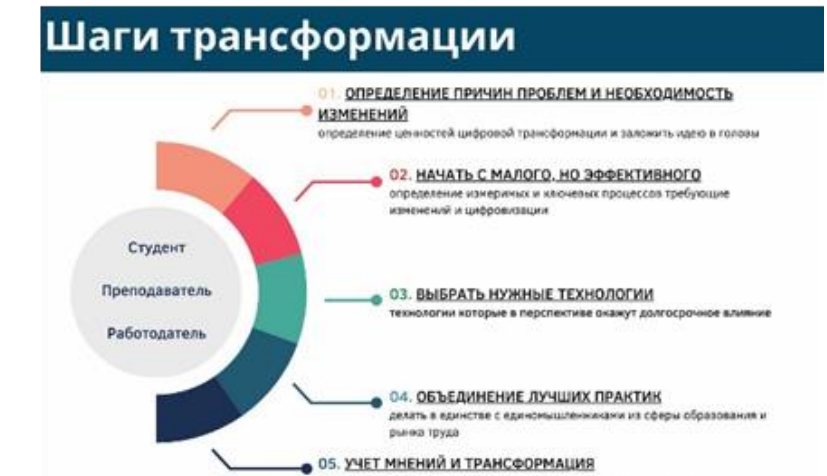 Шаги трансформации
01. ОПРЕДЕЛЕНИЕ ПРИЧИН ПРОБЛЕМ И НЕОБХОДИМОСТЬ
ИЗМЕНЕНИЙ
определение ценностей цифровой трансформации и заложить идею в головы
02. НАЧАТЬ С МАЛОГО, НО ЭФФЕКТИВНОГО
определение измеримых и ключевых процессов требующие
изменений и цифровизации
Студент
Преподаватель
Работодатель
03. ВЫБРАТЬ НУЖНЫЕ ТЕХНОЛОГИИ
технологии которые в перспективе окажут долгосрочное влияние
04. ОБЪЕДИНЕНИЕ ЛУЧШИХ ПРАКТИК
делать в единстве с единомышленниками из сферы образования и
рынка труда
05. УЧЕТ МНЕНИЙ И ТРАНСФОРМАЦИЯ